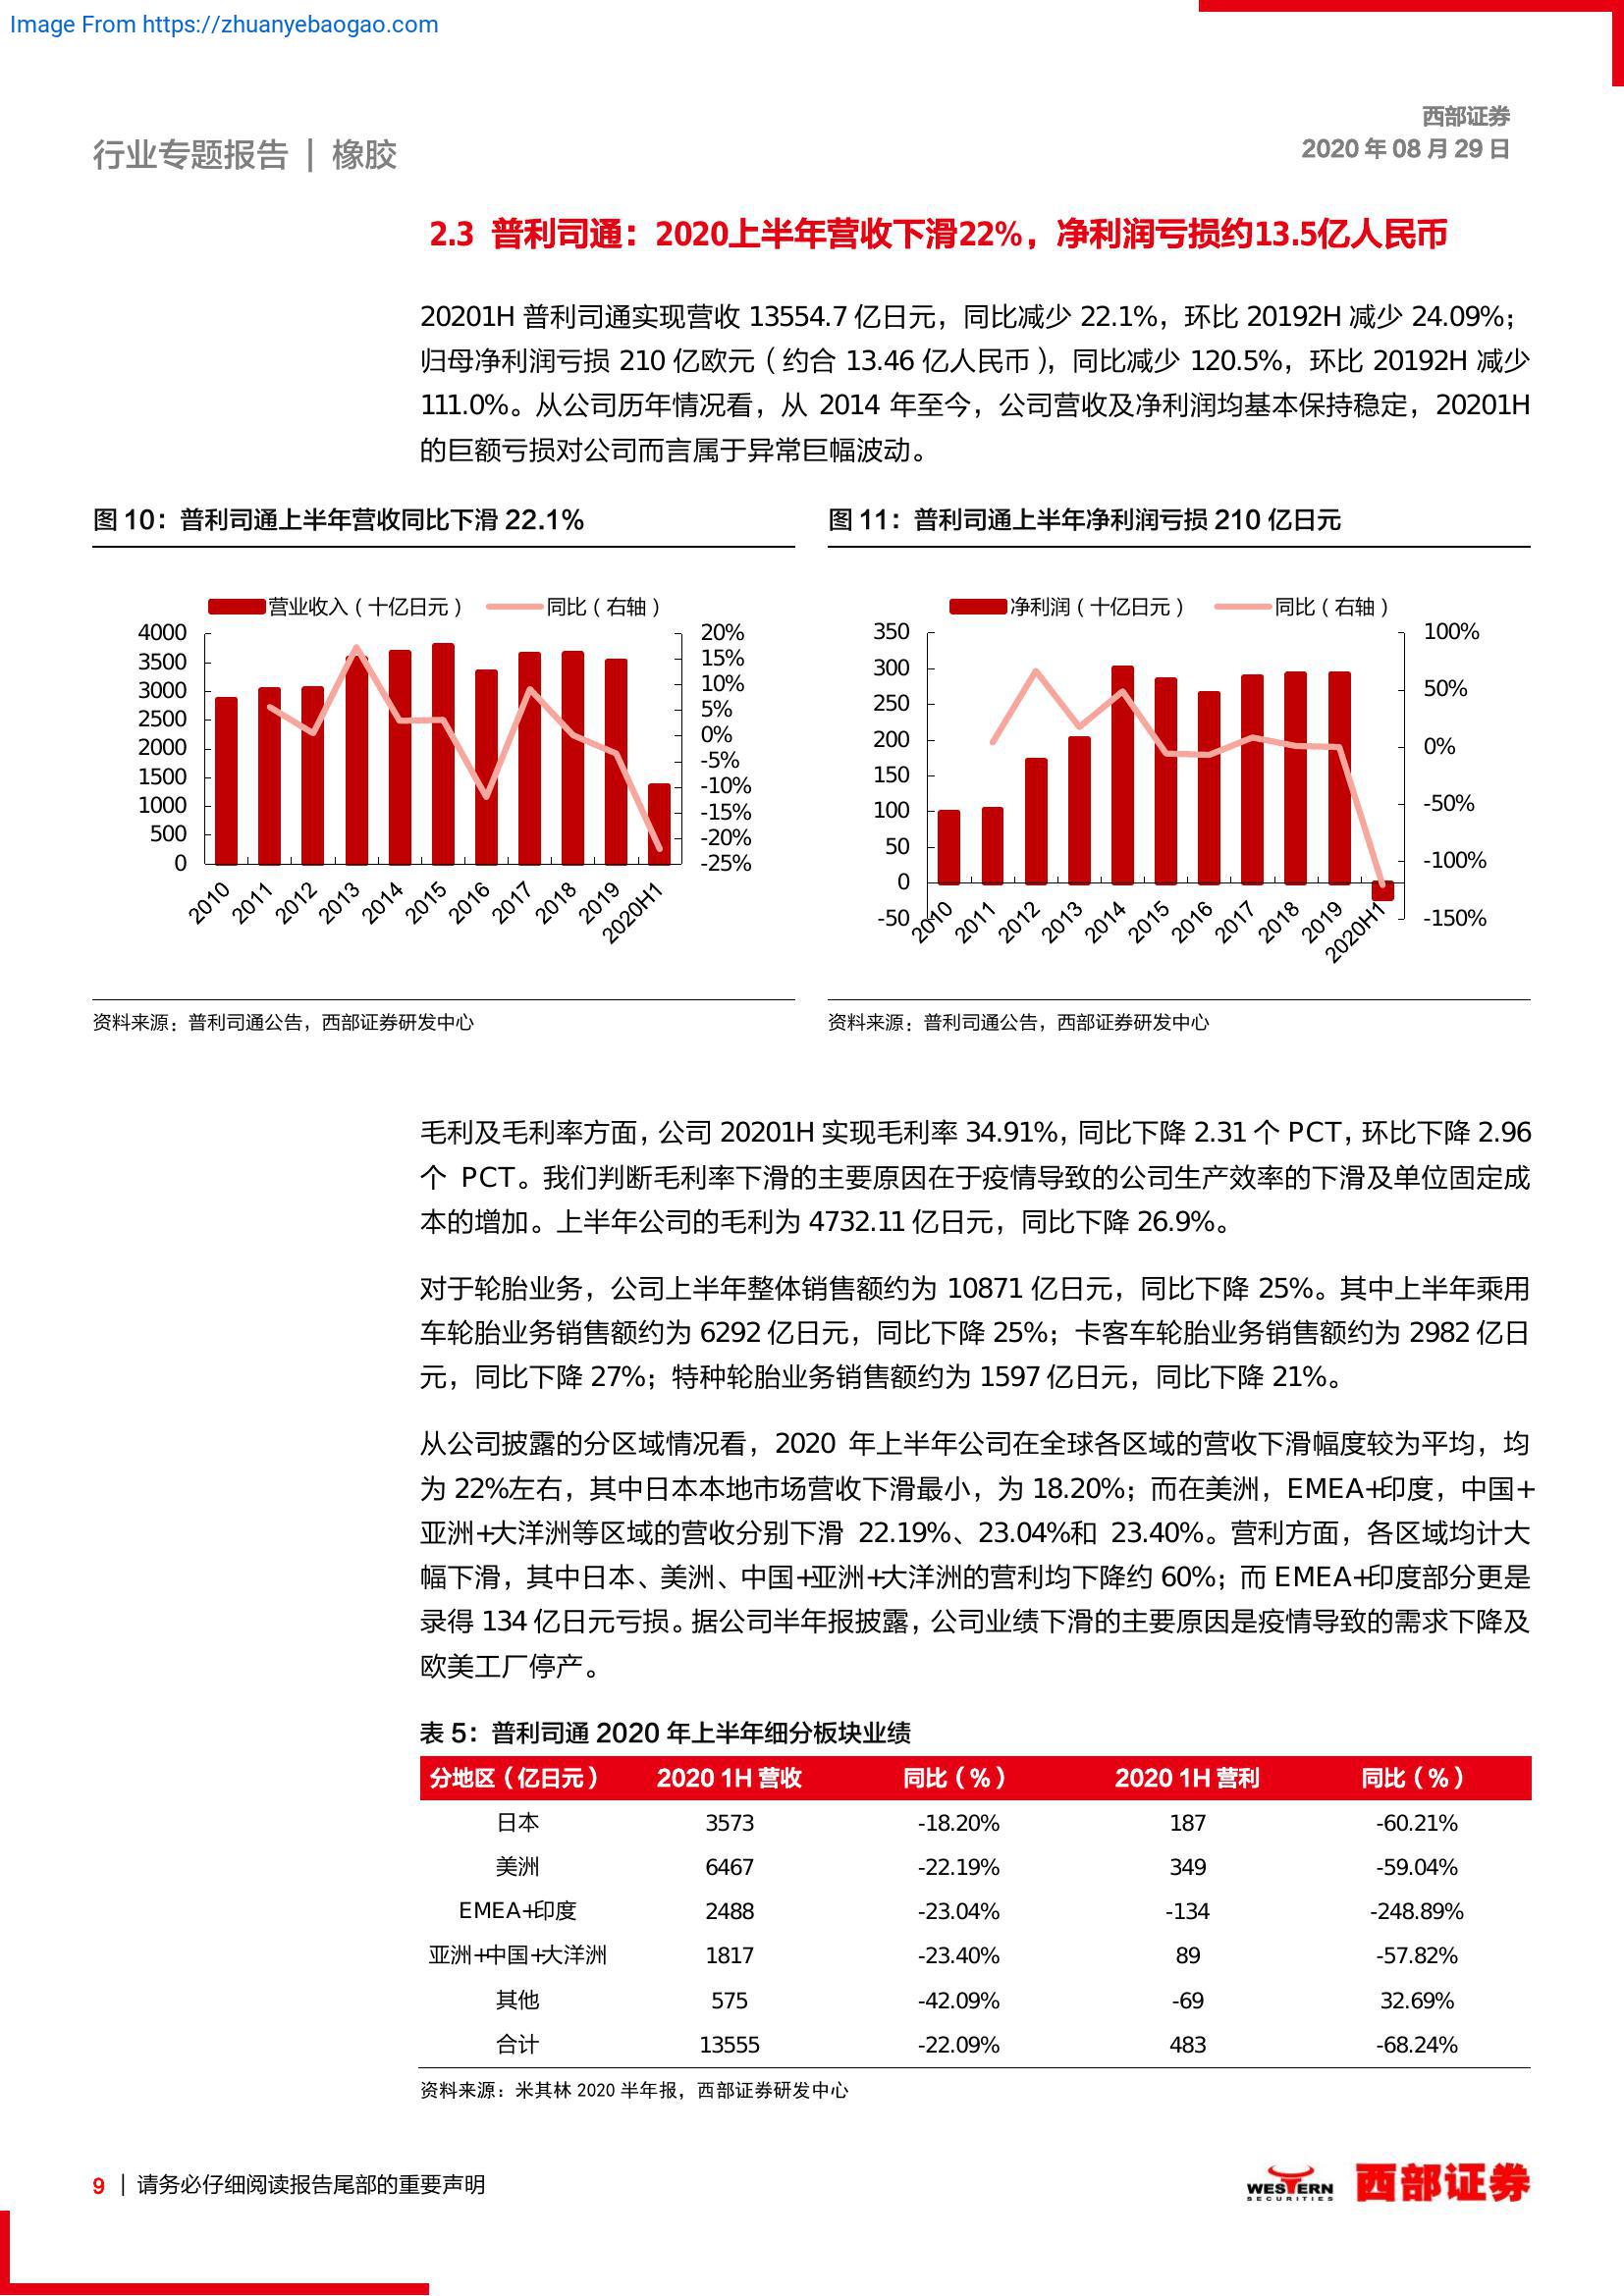 Image From https://zhuanyebaogao.com
西部证券
行业专题报告 | 橡胶
2020 年 08 月 29 日
2.3 普利司通：2020上半年营收下滑22%，净利润亏损约13.5亿人民币
20201H 普利司通实现营收 13554.7 亿日元，同比减少 22.1%，环比 20192H 减少 24.09%；
归母净利润亏损 210 亿欧元（约合 13.46 亿人民币），同比减少 120.5%，环比 20192H 减少
111.0%。从公司历年情况看，从 2014 年至今，公司营收及净利润均基本保持稳定，20201H
的巨额亏损对公司而言属于异常巨幅波动。
图 10：普利司通上半年营收同比下滑 22.1%
营业收入（十亿日元） 同比（右轴）
4000
3500
3000
2500
2000
1500
1000
500
0
20%
15%
10%
5%
0%
-5%
-10%
-15%
-20%
-25%
2010 2011 2012 2013 2014 2015 2016 2017 2018 2019 2020H1
资料来源：普利司通公告，西部证券研发中心
图 11：普利司通上半年净利润亏损 210 亿日元
净利润（十亿日元） 同比（右轴）
350
300
250
200
150
100
50
0
-50
100%
50%
0%
-50%
-100%
-150%
2010 2011 2012 2013 2014 2015 2016 2017 2018 2019 2020H1
资料来源：普利司通公告，西部证券研发中心
毛利及毛利率方面，公司 20201H 实现毛利率 34.91%，同比下降 2.31 个 PCT，环比下降 2.96
个 PCT。我们判断毛利率下滑的主要原因在于疫情导致的公司生产效率的下滑及单位固定成
本的增加。上半年公司的毛利为 4732.11 亿日元，同比下降 26.9%。
对于轮胎业务，公司上半年整体销售额约为 10871 亿日元，同比下降 25%。其中上半年乘用
车轮胎业务销售额约为 6292 亿日元，同比下降 25%；卡客车轮胎业务销售额约为 2982 亿日
元，同比下降 27%；特种轮胎业务销售额约为 1597 亿日元，同比下降 21%。
从公司披露的分区域情况看，2020 年上半年公司在全球各区域的营收下滑幅度较为平均，均
为 22%左右，其中日本本地市场营收下滑最小，为 18.20%；而在美洲，EMEA+印度，中国+
亚洲+大洋洲等区域的营收分别下滑 22.19%、23.04%和 23.40%。营利方面，各区域均计大
幅下滑，其中日本、美洲、中国+亚洲+大洋洲的营利均下降约 60%；而 EMEA+印度部分更是
录得 134 亿日元亏损。据公司半年报披露，公司业绩下滑的主要原因是疫情导致的需求下降及
欧美工厂停产。
表 5：普利司通 2020 年上半年细分板块业绩
分地区（亿日元） 2020 1H 营收 同比（%） 2020 1H 营利 同比（%）
日本 3573 -18.20% 187 -60.21%
美洲 6467 -22.19% 349 -59.04%
EMEA+印度 2488 -23.04% -134 -248.89%
亚洲+中国+大洋洲 1817 -23.40% 89 -57.82%
其他 575 -42.09% -69 32.69%
合计 13555 -22.09% 483 -68.24%
资料来源：米其林 2020 半年报，西部证券研发中心
9 | 请务必仔细阅读报告尾部的重要声明
WESTERN
SECURITIES
西部证券